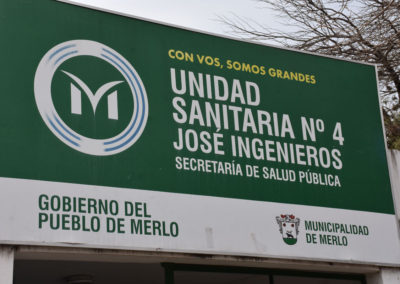 CON VOS, SOMOS GRANDES
UNIDAD
SANITARIA Nº 4
JOSÉ INGENIEROS
SECRETARÍA DE SALUD PÚBLICA
M
GOBIERNO DEL
PUEBLO DE MERLO
MUNICIPALIDAD
DE MERLO